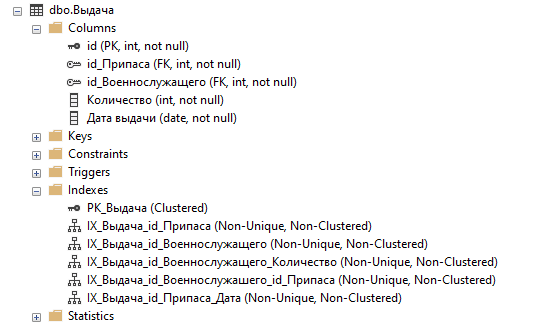 dbo.Выдача
Columns
id (PK, int, not null)
id_Припаса (FK, int, not null)
id_Военнослужащего (FK, int, not null)
Количество (int, not null)
Дата выдачи (date, not null)
Keys
Constraints
Triggers
Indexes
PK_Выдача (Clustered)
IX_Выдача_id_Припаса (Non-Unique, Non-Clustered)
IX_Выдача_id_Военнослужащего (Non-Unique, Non-Clustered)
IX_Выдача_id_Военнослужащего_Количество (Non-Unique, Non-Clustered)
IX_Выдача_id_Военнослужашего_id_Припаса (Non-Unique, Non-Clustered)
IX_Выдача_id_Припаса_Дата (Non-Unique, Non-Clustered)
Statistics